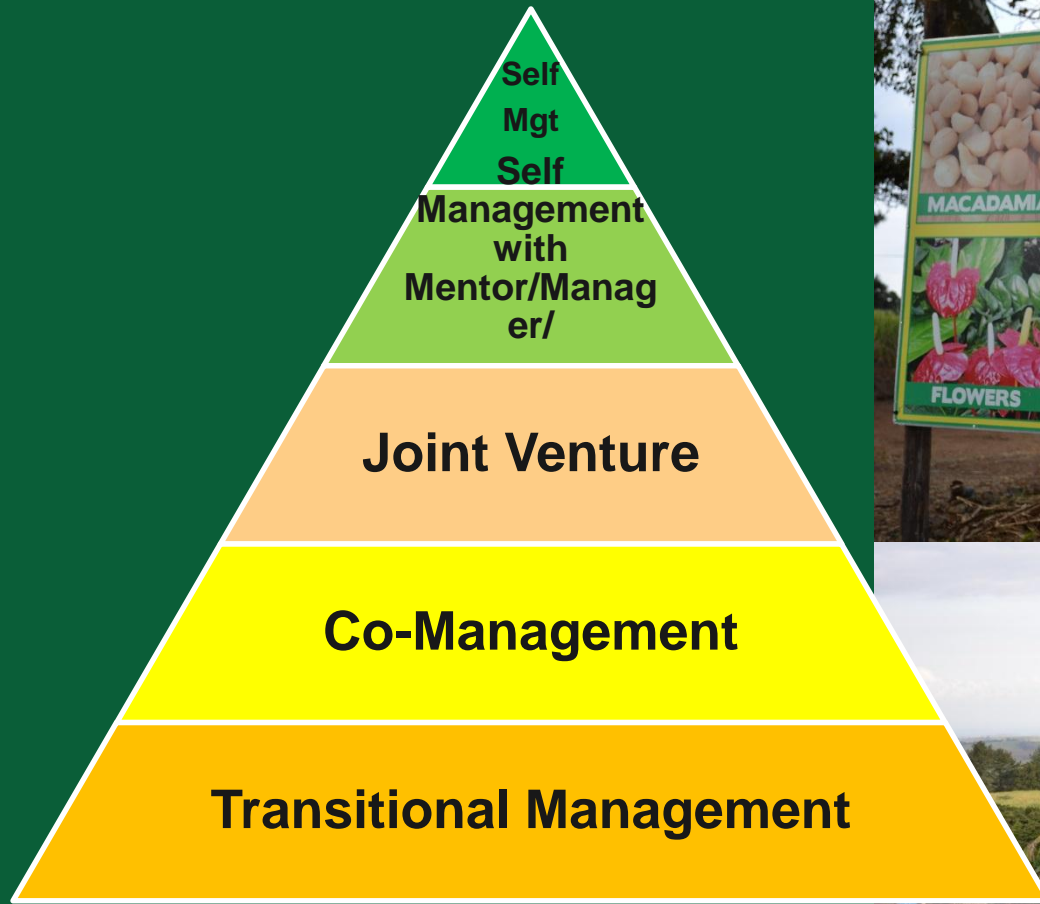 Self
Mgt
Self
Management
with
Mentor/Manag
er/
Joint Venture
Co-Management
Transitional Management
MACADAMIA
FLOWERS